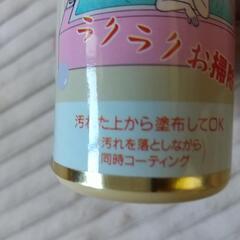 ラクラクお掃除
汚れた上から塗布してOK
汚れを落としながら
同時コーティング